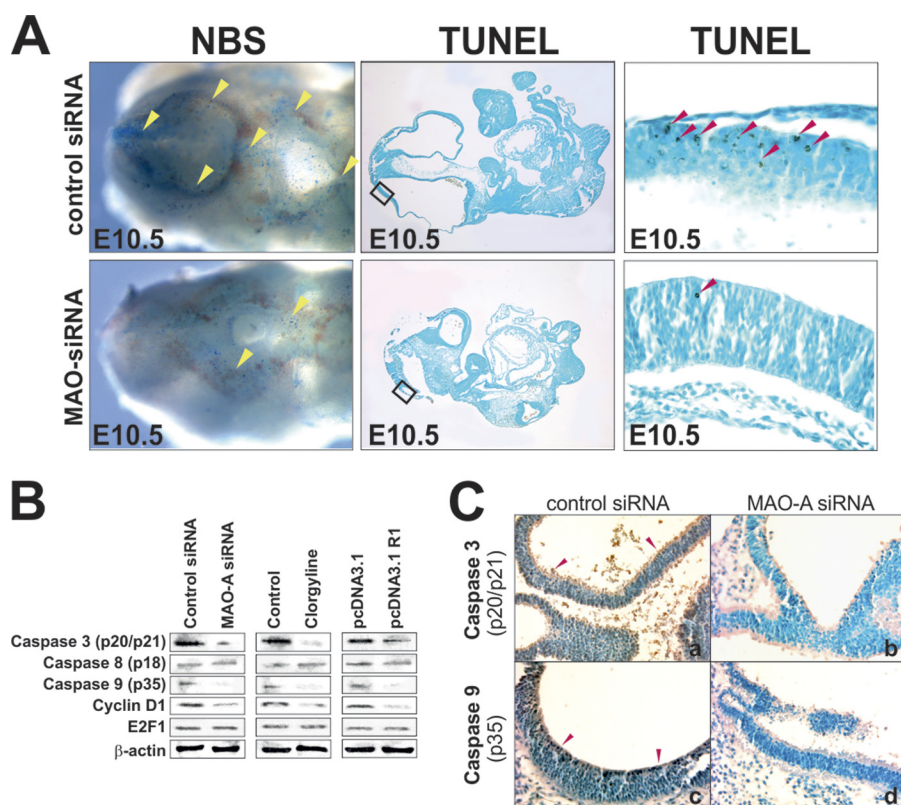 A
NBS
TUNEL
TUNEL
control siRNA
E10.5
E10.5
E10.5
MAO-siRNA
E10.5
E10.5
E10.5
B
Control siRNA
MAO-A siRNA
Control
Clorgyline
pcDNA3.1
pcDNA3.1 R1
Caspase 3 (p20/p21)
Caspase 8 (p18)
Caspase 9 (p35)
Cyclin D1
E2F1
β-actin
C
control siRNA
MAO-A siRNA
Caspase 3
(p20/p21)
a
b
Caspase 9
(p35)
c
d